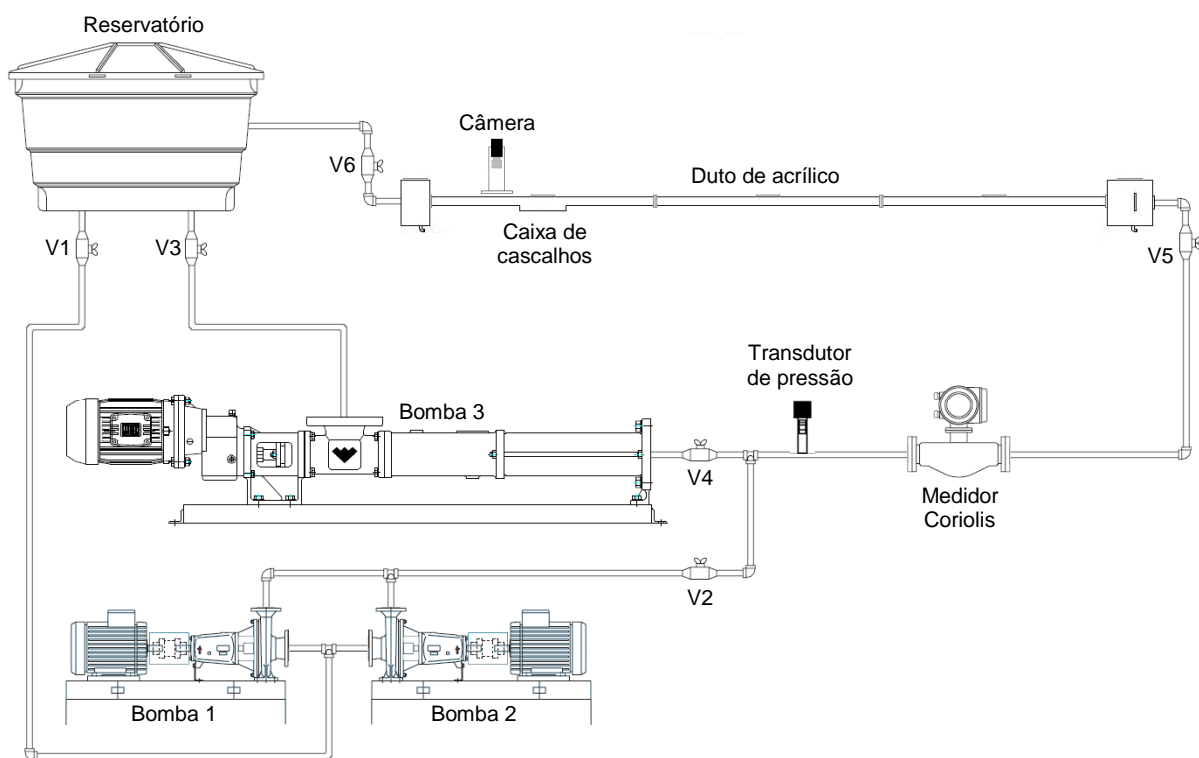 Reservatório
Câmera
V6
Duto de acrílico
V1
V3
Caixa de
cascalhos
V5
Transdutor
de pressão
Bomba 3
V4
Medidor
Coriolis
V2
Bomba 1
Bomba 2